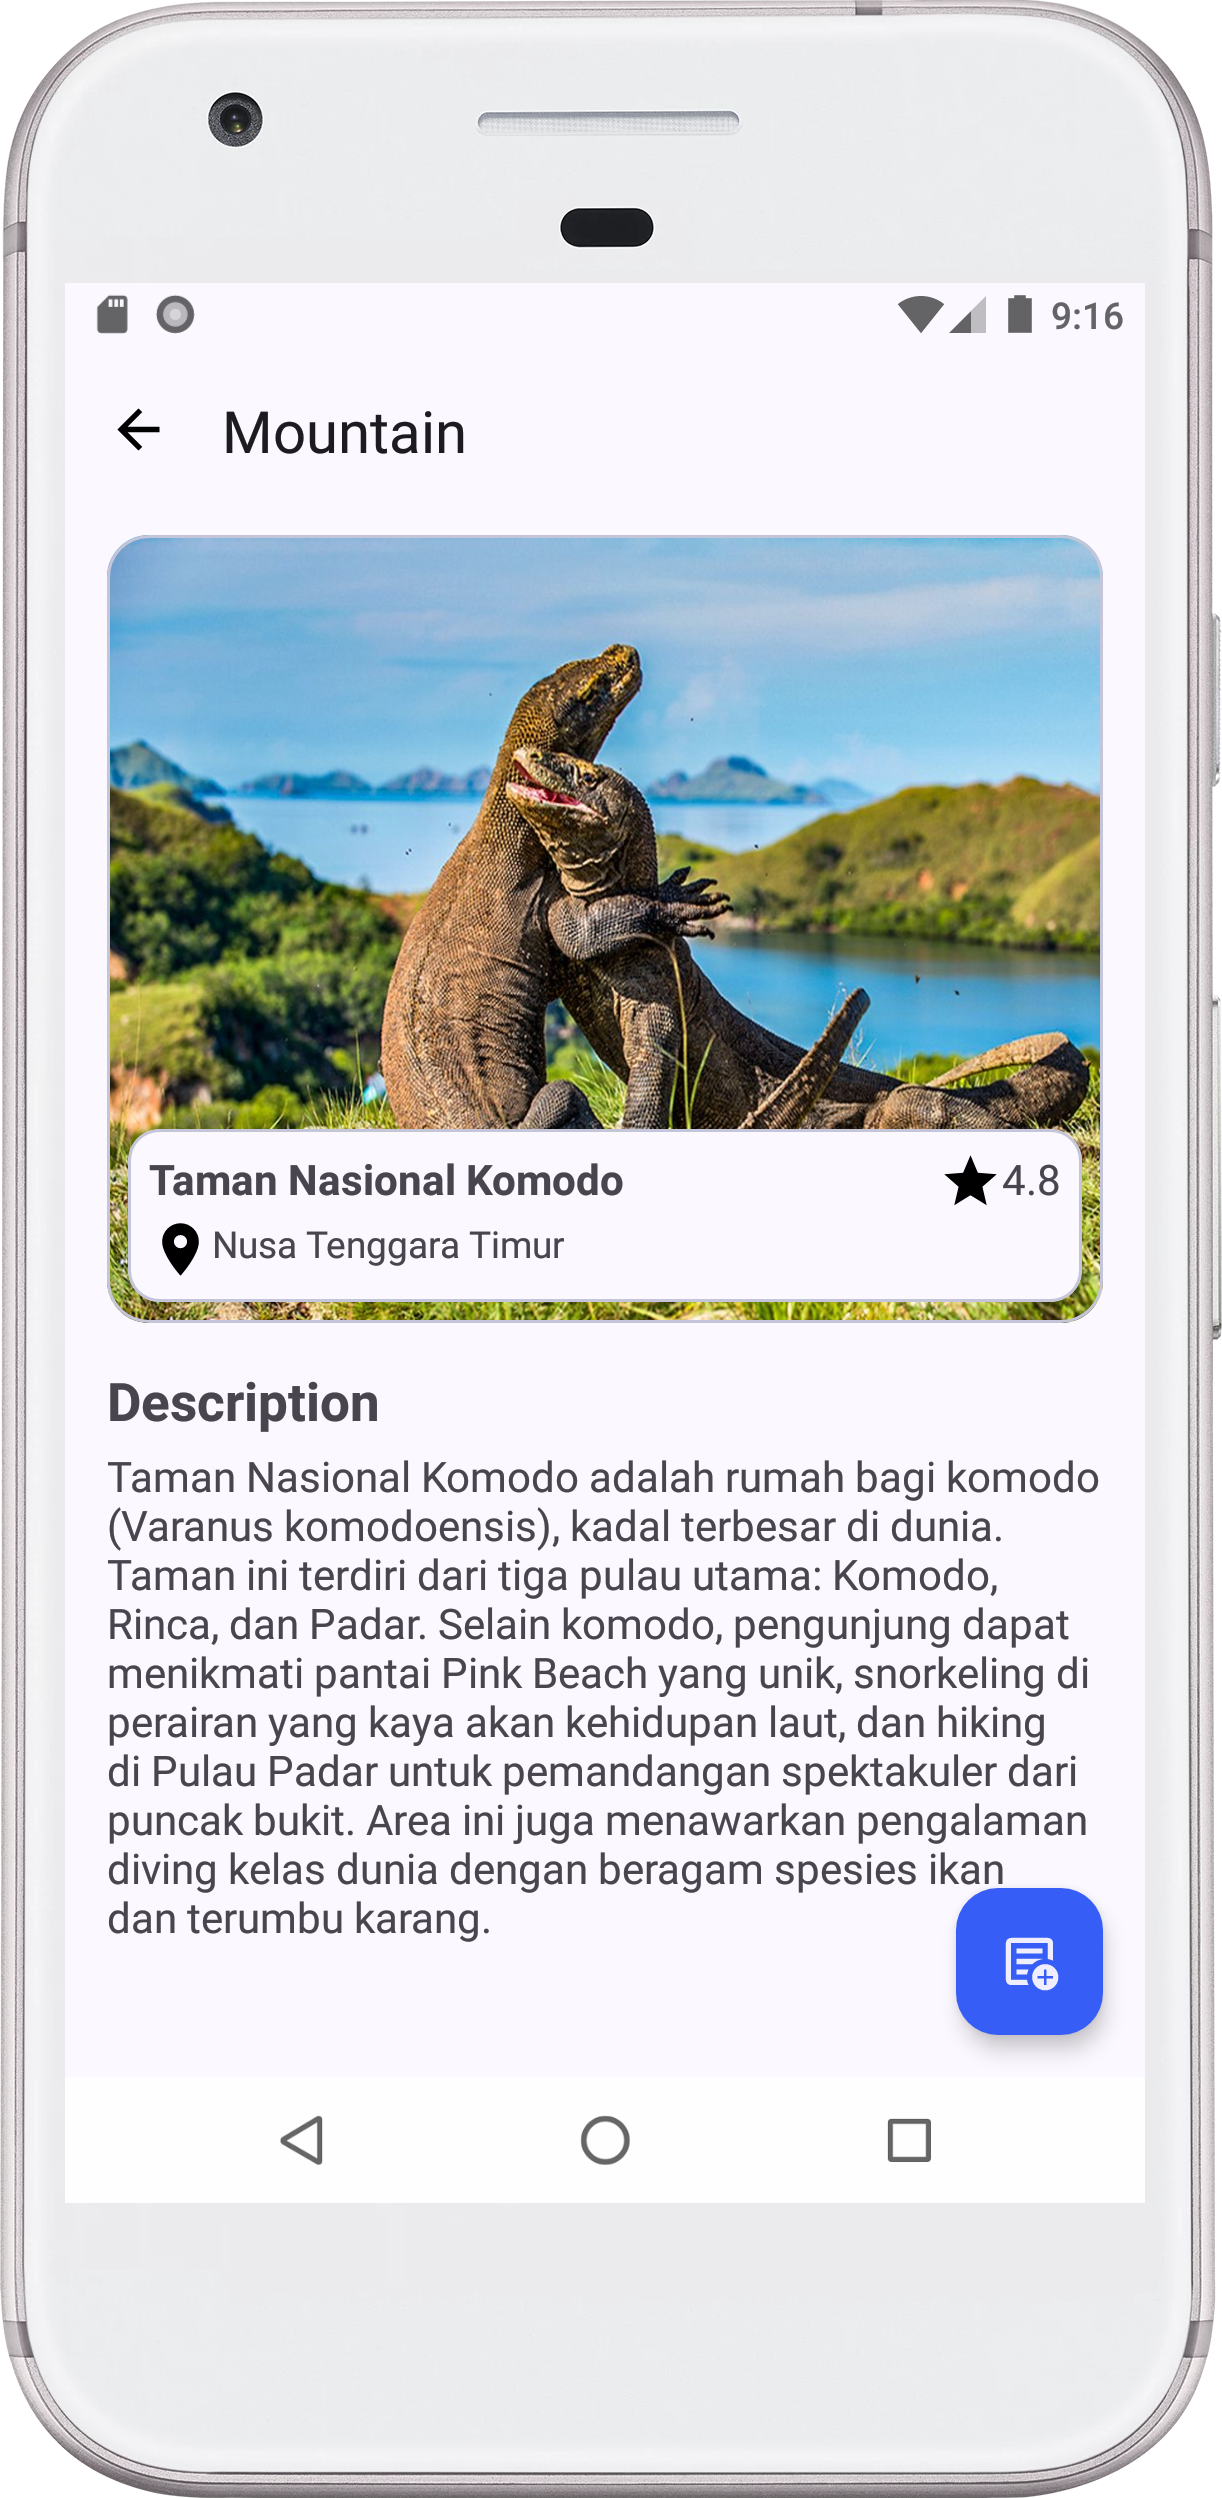 9:16
Mountain
Taman Nasional Komodo 4.8
Nusa Tenggara Timur
Description
Taman Nasional Komodo adalah rumah bagi komodo
(Varanus komodoensis), kadal terbesar di dunia.
Taman ini terdiri dari tiga pulau utama: Komodo,
Rinca, dan Padar. Selain komodo, pengunjung dapat
menikmati pantai Pink Beach yang unik, snorkeling di
perairan yang kaya akan kehidupan laut, dan hiking
di Pulau Padar untuk pemandangan spektakuler dari
puncak bukit. Area ini juga menawarkan pengalaman
diving kelas dunia dengan beragam spesies ikan
dan terumbu karang.